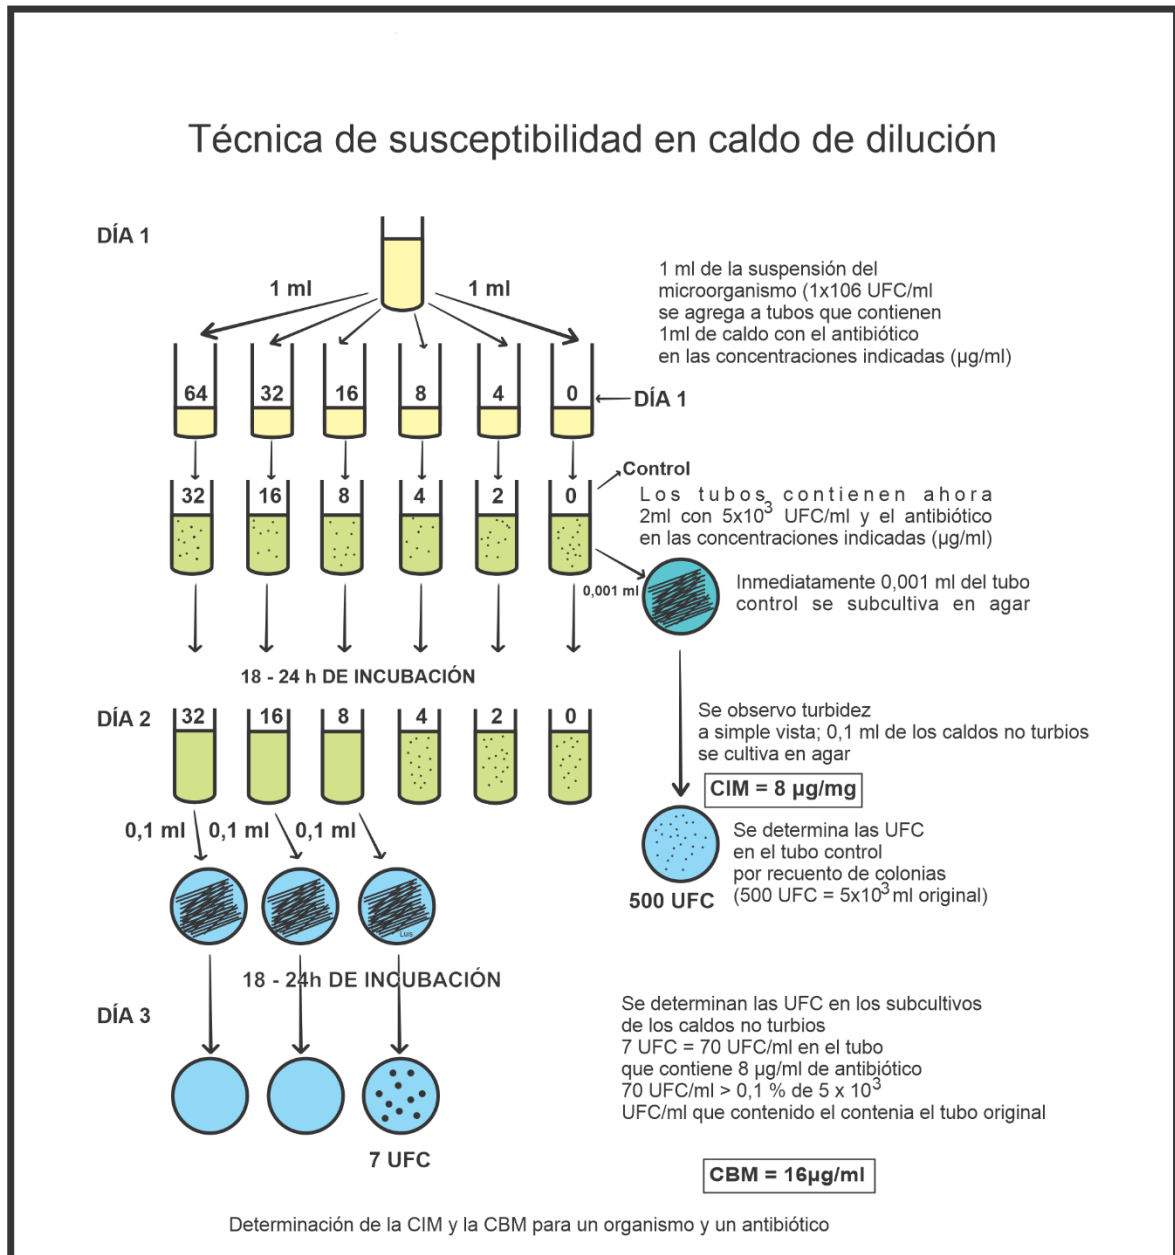 Técnica de susceptibilidad en caldo de dilución
DÍA 1
1 ml
1 ml
1 ml de la suspensión del
microorganismo (1x106 UFC/ml
se agrega a tubos que contienen
1ml de caldo con el antibiótico
en las concentraciones indicadas (µg/ml)
64 32 16 8 4 0
DÍA 1
Control
32 16 8 4 2 0
Los tubos contienen ahora
2ml con 5x10³ UFC/ml y el antibiótico
en las concentraciones indicadas (µg/ml)
0,001 ml
Inmediatamente 0,001 ml del tubo
control se subcultiva en agar
18 - 24 h DE INCUBACIÓN
DÍA 2
32 16 8 4 2 0
Se observo turbidez
a simple vista; 0,1 ml de los caldos no turbios
se cultiva en agar
CIM = 8 µg/mg
0,1 ml 0,1 ml 0,1 ml
Se determina las UFC
en el tubo control
por recuento de colonias
(500 UFC = 5x10³ ml original)
500 UFC
Luis
18 - 24h DE INCUBACIÓN
DÍA 3
Se determinan las UFC en los subcultivos
de los caldos no turbios
7 UFC = 70 UFC/ml en el tubo
que contiene 8 µg/ml de antibiótico
70 UFC/ml > 0,1 % de 5 x 10³
UFC/ml que contenido el contenia el tubo original
7 UFC
CBM = 16µg/ml
Determinación de la CIM y la CBM para un organismo y un antibiótico